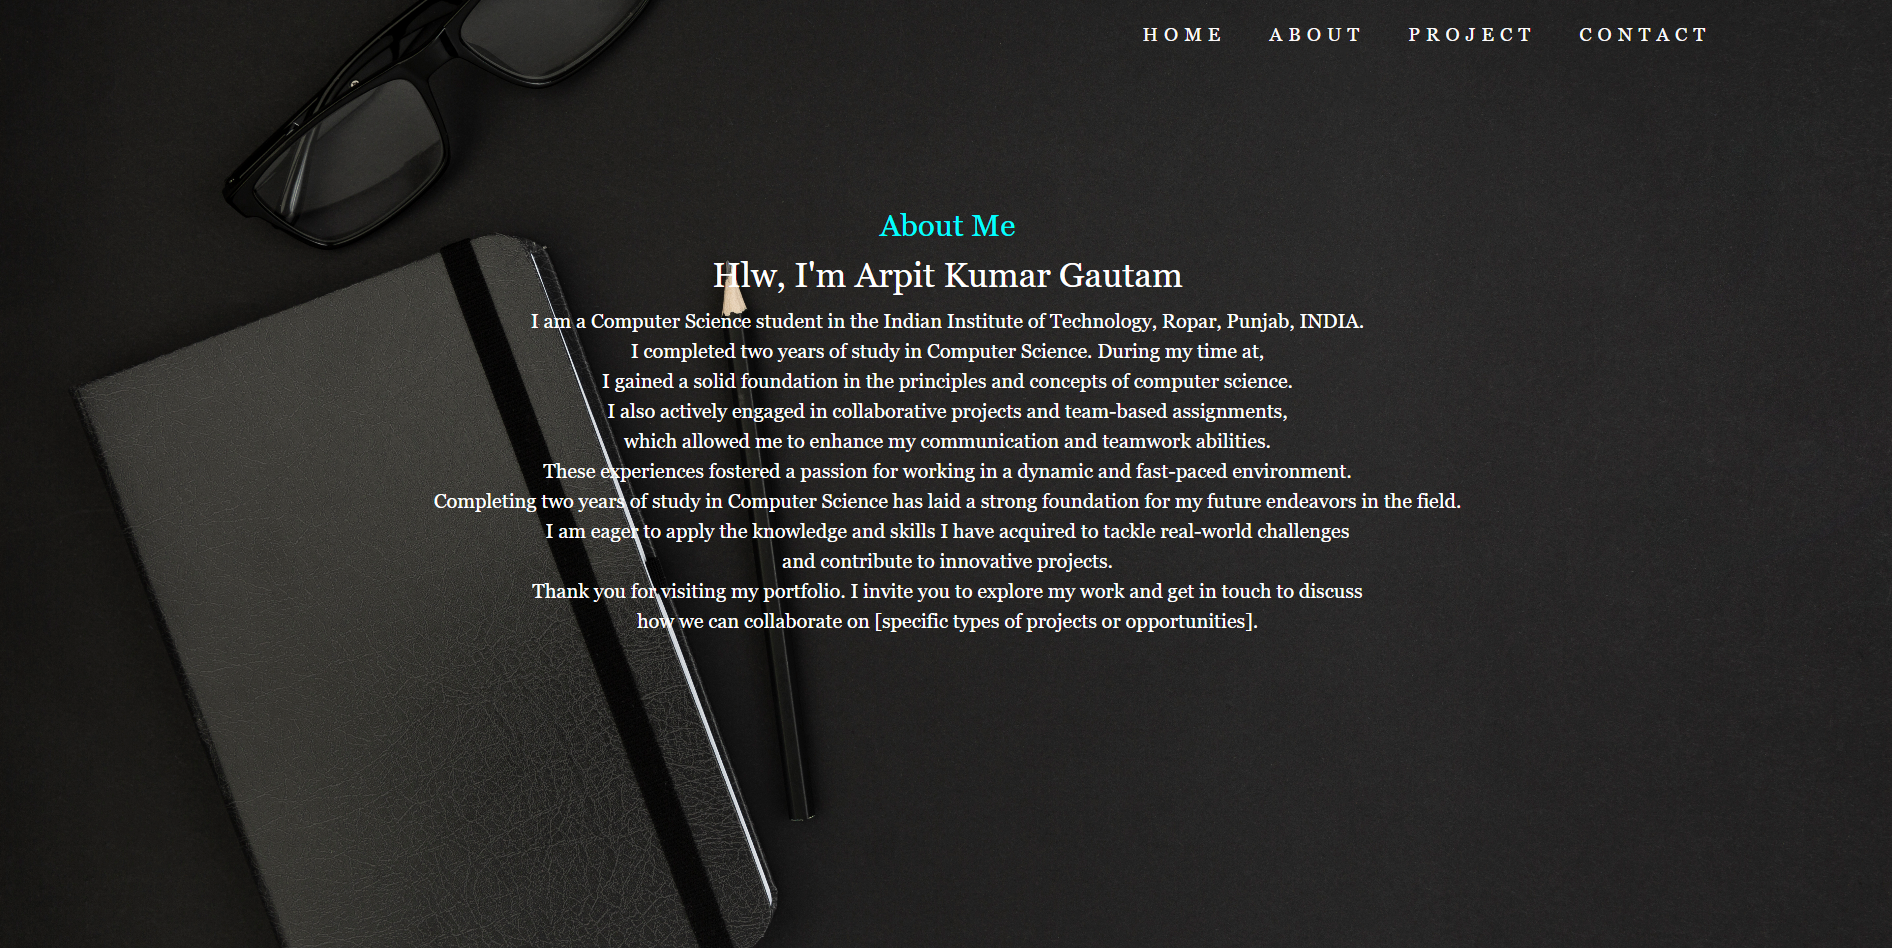 HOME ABOUT PROJECT CONTACT
About Me
Hlw, I'm Arpit Kumar Gautam
I am a Computer Science student in the Indian Institute of Technology, Ropar, Punjab, INDIA.
I completed two years of study in Computer Science. During my time at,
I gained a solid foundation in the principles and concepts of computer science.
I also actively engaged in collaborative projects and team-based assignments,
which allowed me to enhance my communication and teamwork abilities.
These experiences fostered a passion for working in a dynamic and fast-paced environment.
Completing two years of study in Computer Science has laid a strong foundation for my future endeavors in the field.
I am eager to apply the knowledge and skills I have acquired to tackle real-world challenges
and contribute to innovative projects.
Thank you for visiting my portfolio. I invite you to explore my work and get in touch to discuss
how we can collaborate on [specific types of projects or opportunities].